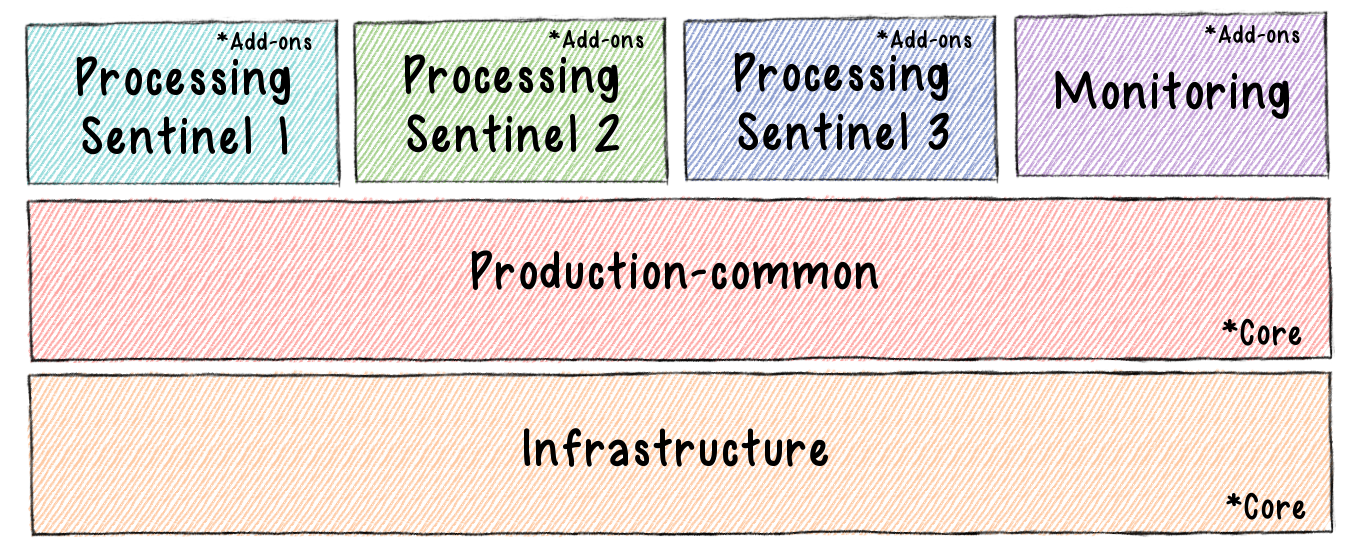 *Add-ons
Processing
Sentinel 1
*Add-ons
Processing
Sentinel 2
*Add-ons
Processing
Sentinel 3
*Add-ons
Monitoring
Production-common
*Core
Infrastructure
*Core